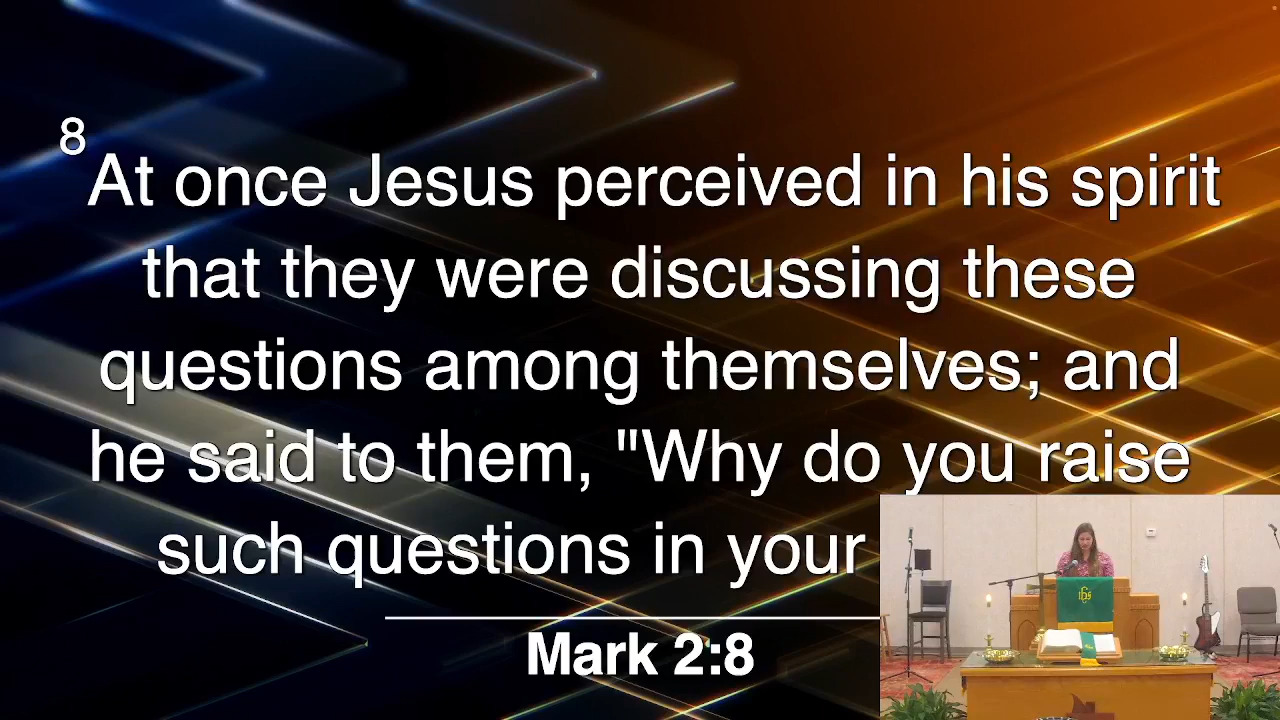 8
At once Jesus perceived in his spirit
that they were discussing these
questions among themselves; and
he said to them, "Why do you raise
such questions in your
Mark 2:8